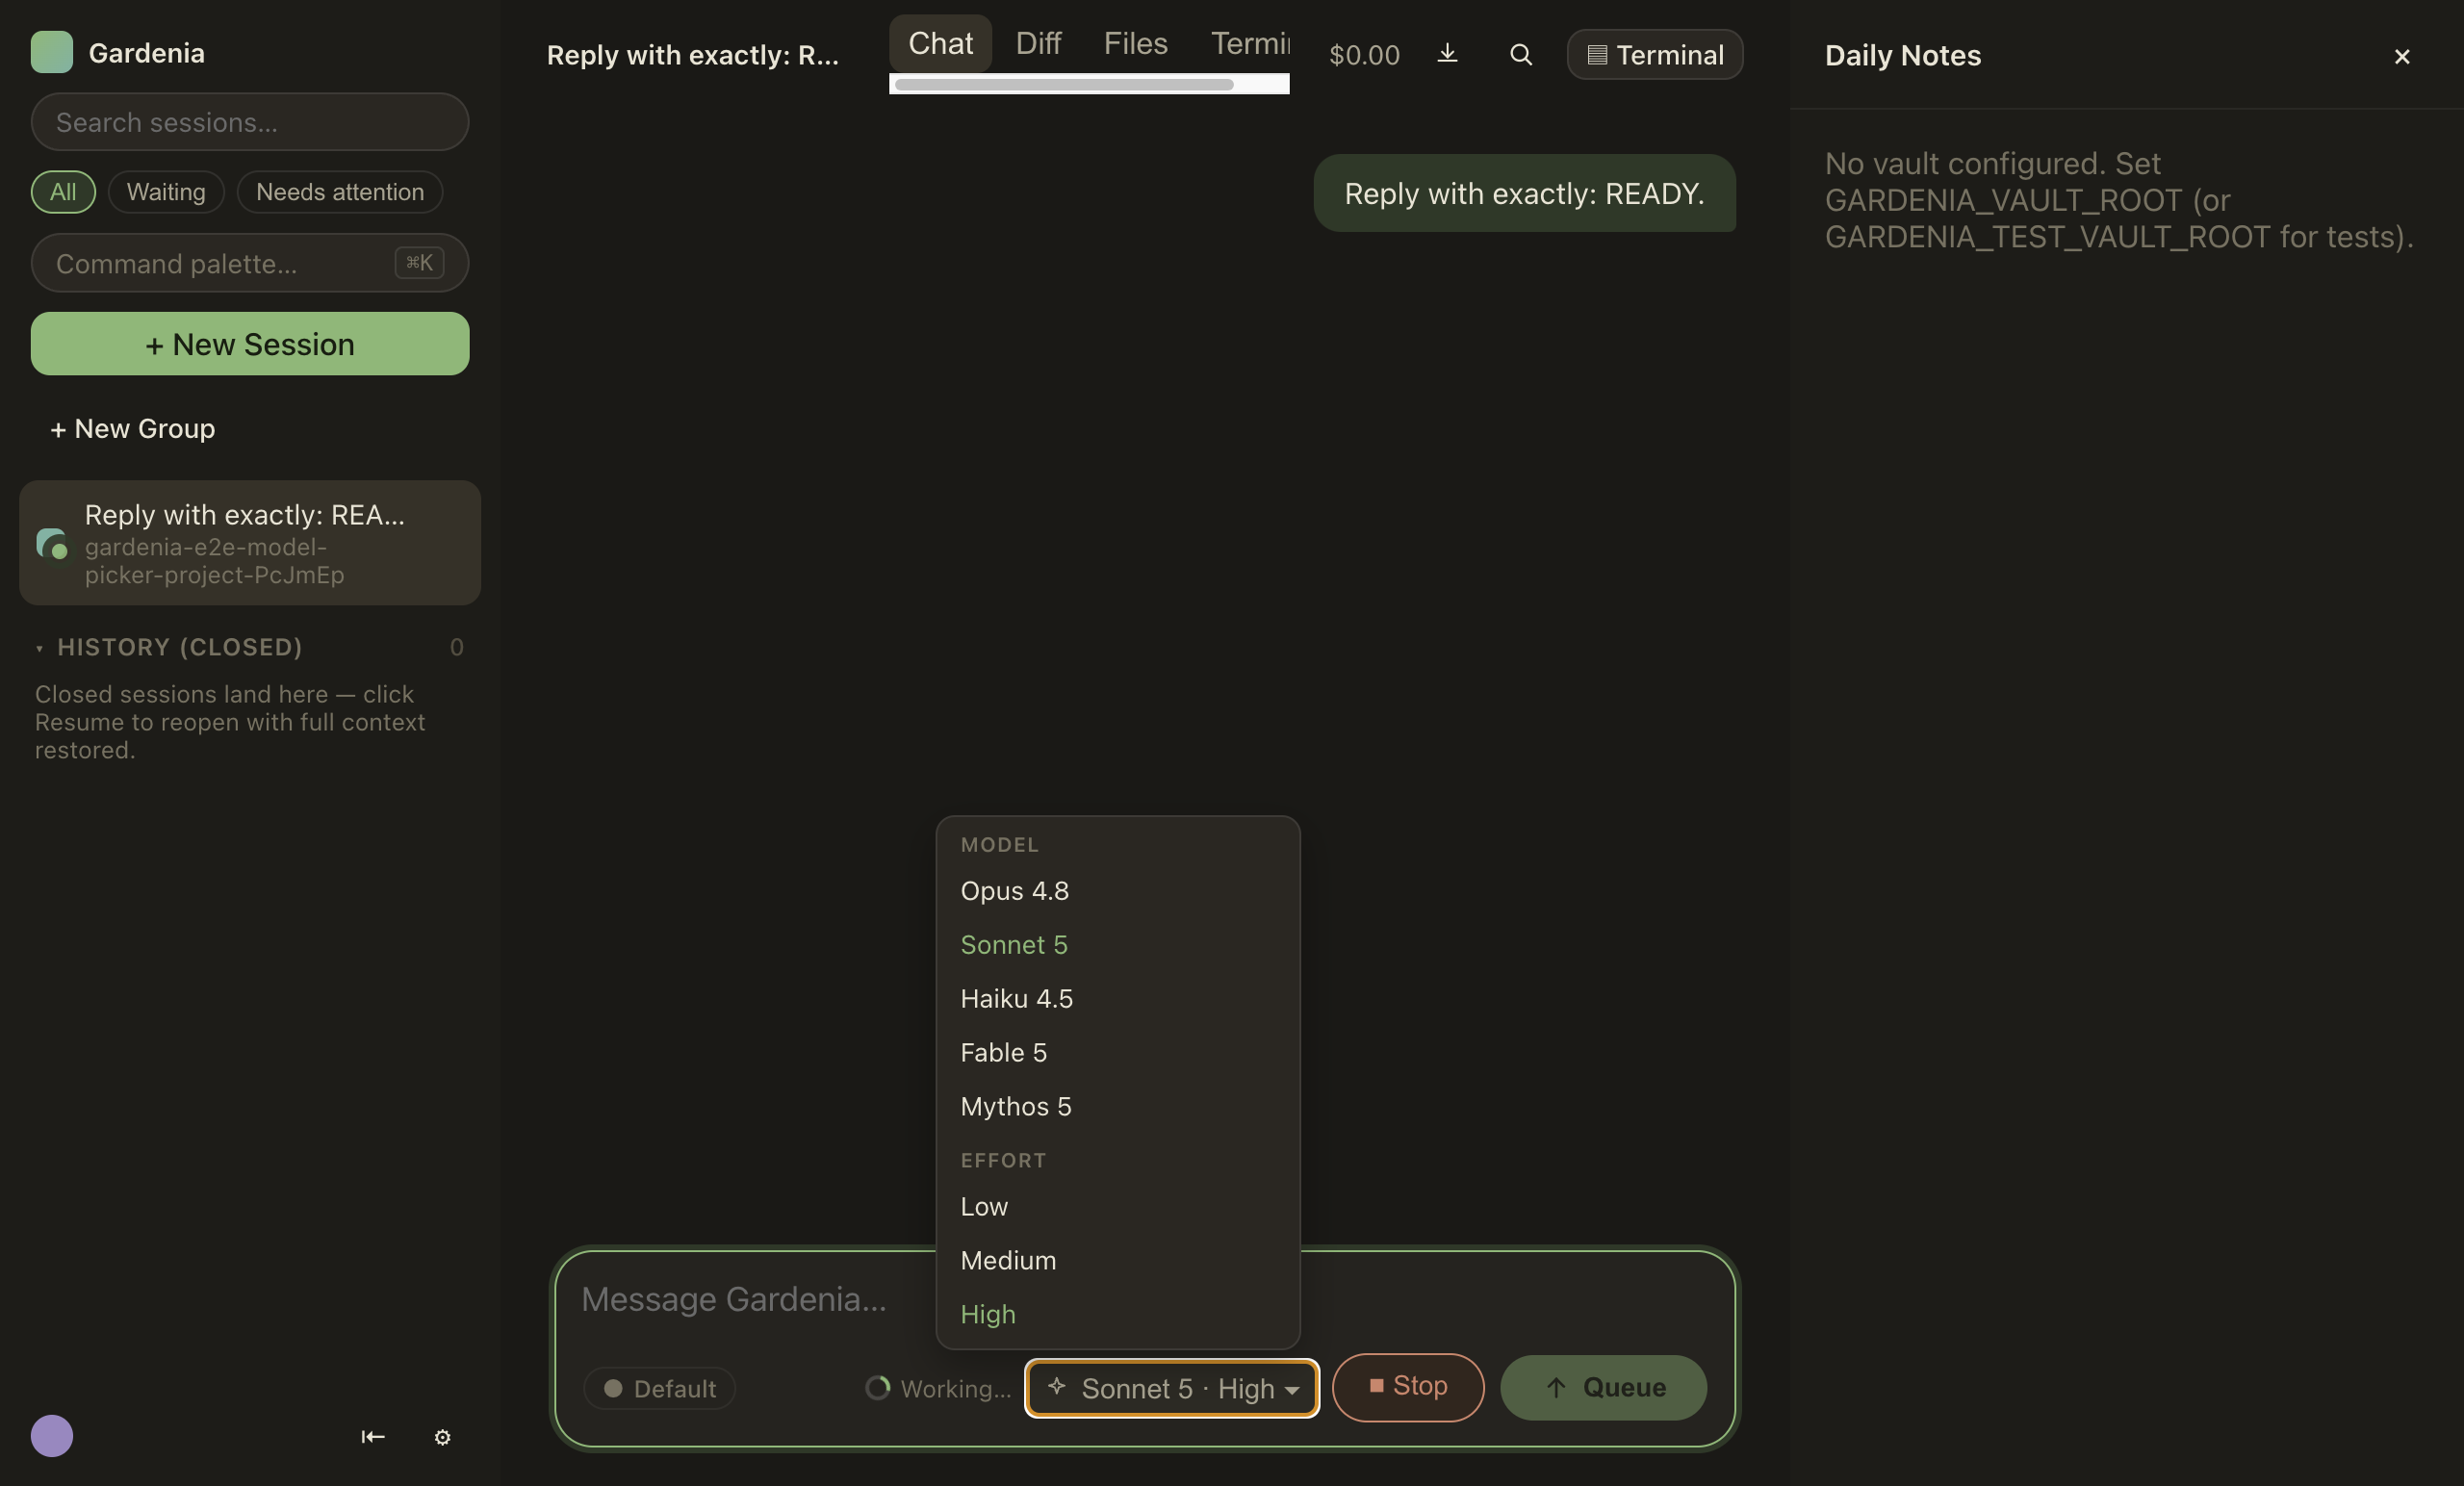 Gardenia
Search sessions...
All
Waiting
Needs attention
Command palette...
⌘K
+ New Session
+ New Group
Reply with exactly: REA...
gardenia-e2e-model-
picker-project-PcJmEp
HISTORY (CLOSED)
0
Closed sessions land here — click
Resume to reopen with full context
restored.
Reply with exactly: R...
Chat
Diff
Files
Termi
$0.00
Terminal
Reply with exactly: READY.
MODEL
Opus 4.8
Sonnet 5
Haiku 4.5
Fable 5
Mythos 5
EFFORT
Low
Medium
High
Message Gardenia...
Default
Working...
Sonnet 5 · High
Stop
Queue
Daily Notes
No vault configured. Set
GARDENIA_VAULT_ROOT (or
GARDENIA_TEST_VAULT_ROOT for tests).